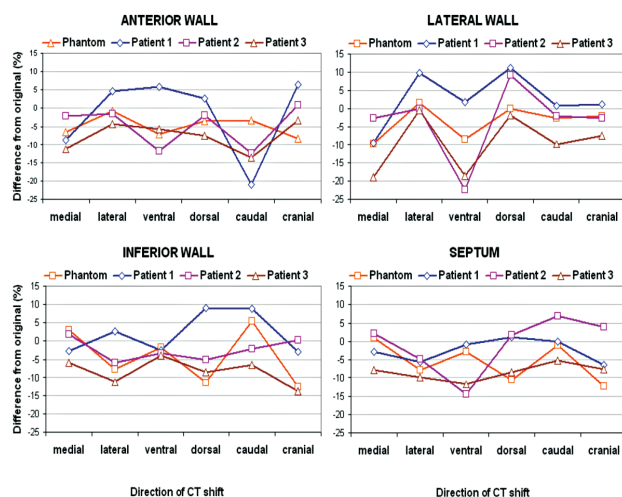 ANTERIOR WALL
Phantom Patient 1 Patient 2 Patient 3
Difference from original (%)
15
10
5
0
-5
-10
-15
-20
-25
medial lateral ventral dorsal caudal cranial
LATERAL WALL
Phantom Patient 1 Patient 2 Patient 3
15
10
5
0
-5
-10
-15
-20
-25
medial lateral ventral dorsal caudal cranial
INFERIOR WALL
Phantom Patient 1 Patient 2 Patient 3
Difference from original (%)
15
10
5
0
-5
-10
-15
-20
-25
medial lateral ventral dorsal caudal cranial
Direction of CT shift
SEPTUM
Phantom Patient 1 Patient 2 Patient 3
15
10
5
0
-5
-10
-15
-20
-25
medial lateral ventral dorsal caudal cranial
Direction of CT shift